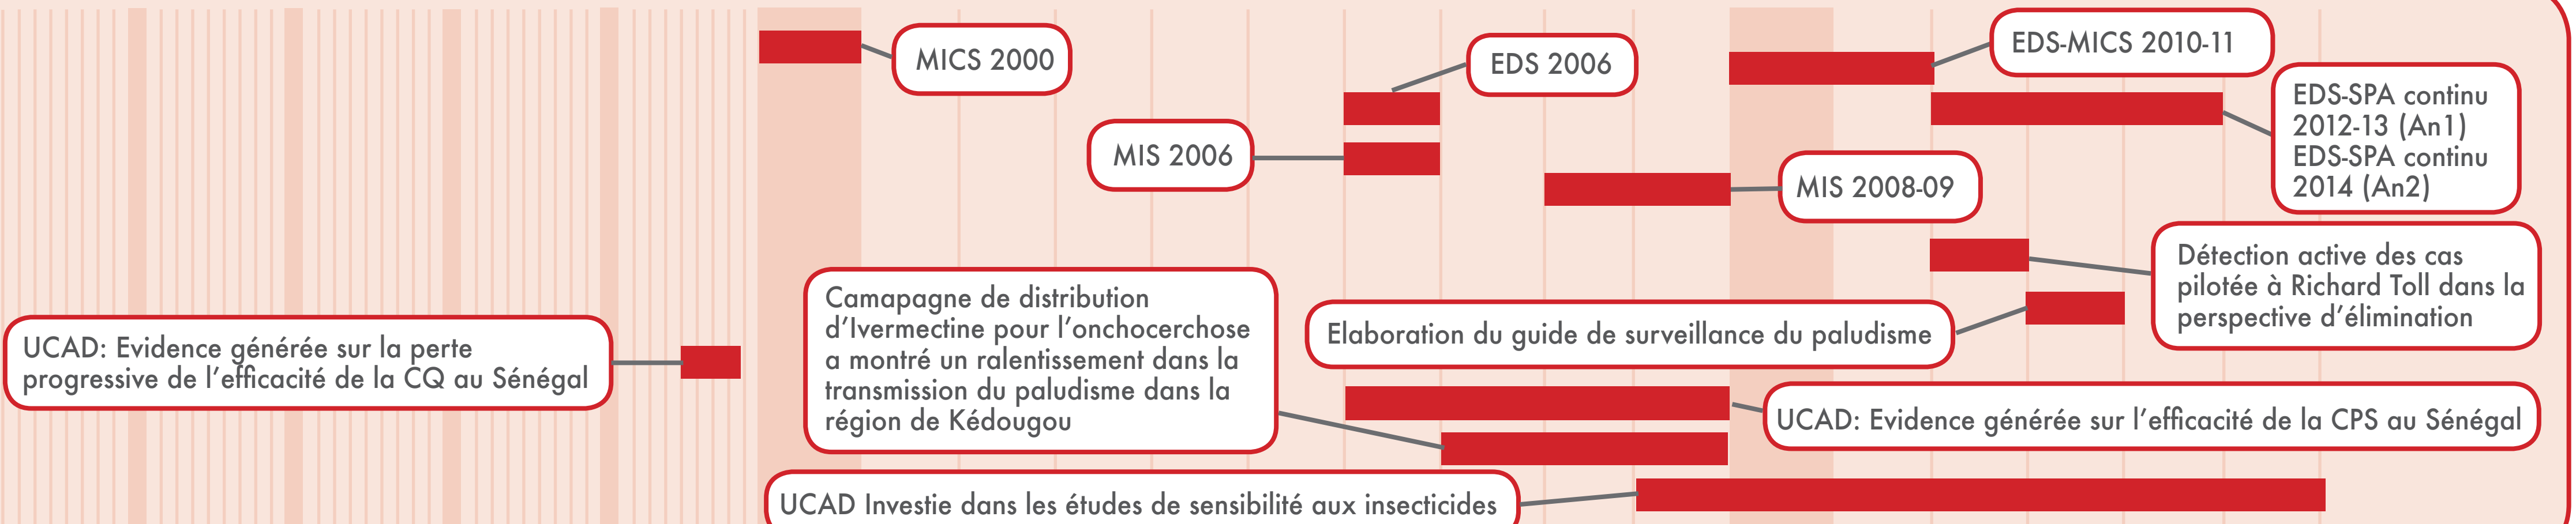 MICS 2000
EDS 2006
EDS-MICS 2010-11
EDS-SPA continu
2012-13 (An1)
EDS-SPA continu
2014 (An2)
MIS 2006
MIS 2008-09
Détection active des cas
pilotée à Richard Toll dans la
perspective d’élimination
Camapagne de distribution
d’Ivermectine pour l’onchocerchose
a montré un ralentissement dans la
transmission du paludisme dans la
région de Kédougou
Elaboration du guide de surveillance du paludisme
UCAD: Evidence générée sur la perte
progressive de l’efficacité de la CQ au Sénégal
UCAD: Evidence générée sur l’efficacité de la CPS au Sénégal
UCAD Investie dans les études de sensibilité aux insecticides